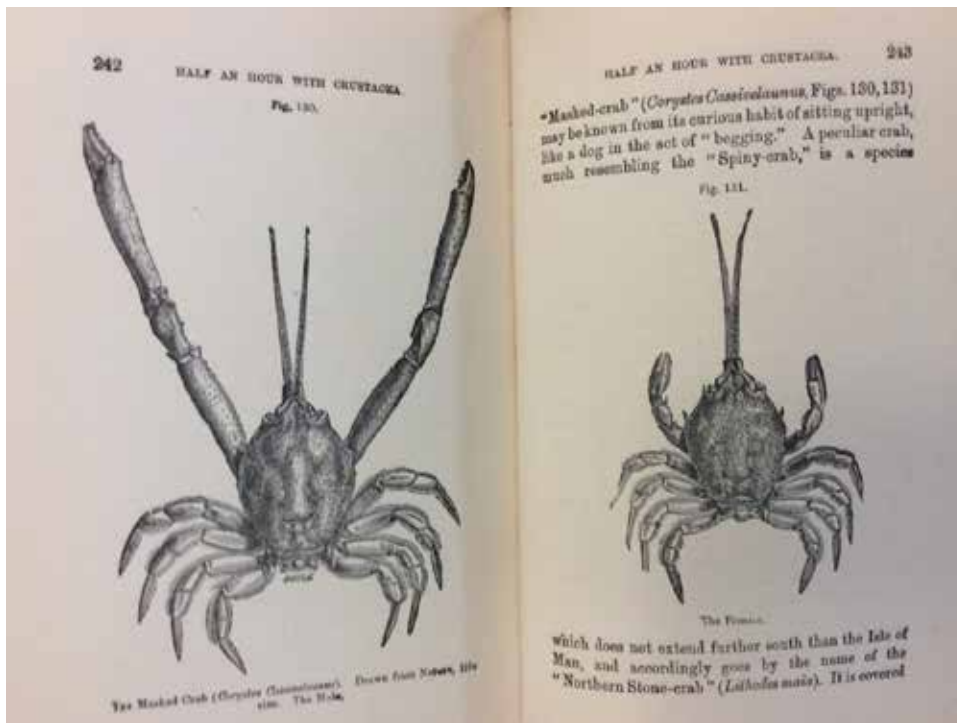 242
HALF AN HOUR WITH CRUSTACEA
Fig. 130.
The Masked Crab (Corystes Cassivelaunus). Drawn from Nature, life
size. The Male.
HALF AN HOUR WITH CRUSTACEA.
243
"Masked-crab" (Corystes Cassivelaunus, Figs. 130, 131)
may be known from its curious habit of sitting upright,
like a dog in the act of "begging." A peculiar crab,
much resembling the "Spiny-crab," is a species
Fig. 131.
The Female.
which does not extend further south than the Isle of
Man, and accordingly goes by the name of the
"Northern Stone-crab" (Lithodes maia). It is covered